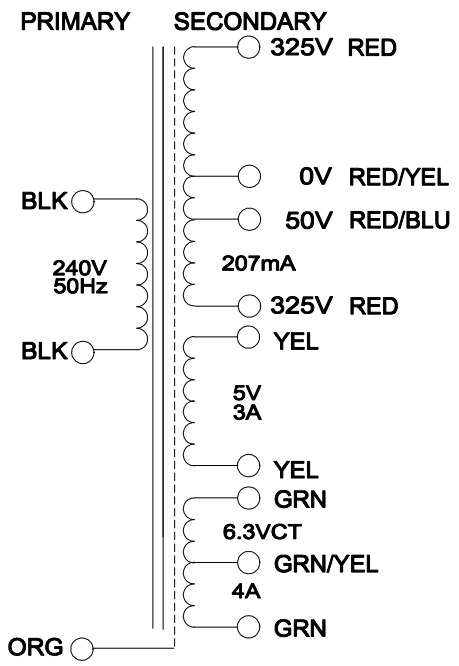 PRIMARY SECONDARY
325V RED
0V RED/YEL
BLK
50V RED/BLU
240V
50Hz
207mA
325V RED
YEL
BLK
5V
3A
YEL
GRN
6.3VCT
GRN/YEL
4A
GRN
ORG